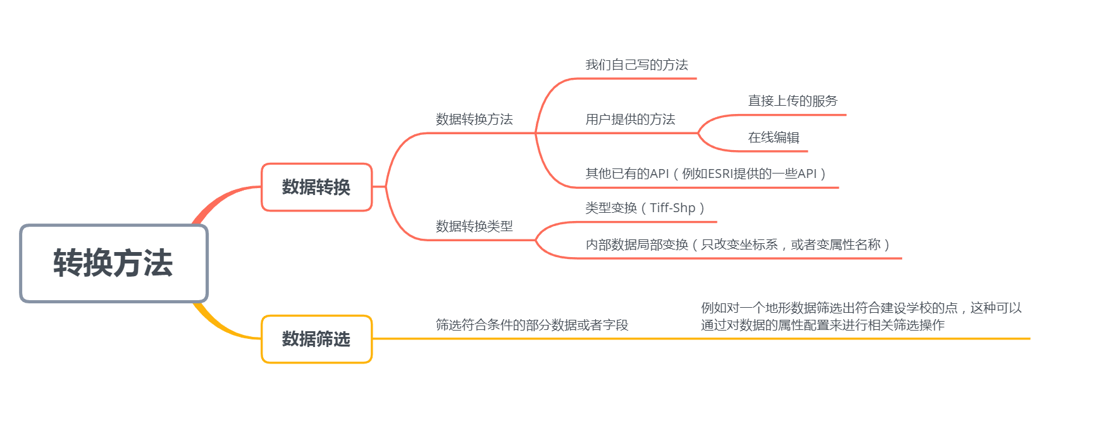 转换方法
数据转换
数据转换方法
我们自己写的方法
用户提供的方法
直接上传的服务
在线编辑
其他已有的API（例如ESRI提供的一些API）
数据转换类型
类型变换（Tiff-Shp）
内部数据局部变换（只改变坐标系，或者变属性名称）
数据筛选
筛选符合条件的部分数据或者字段
例如对一个地形数据筛选出符合建设学校的点，这种可以
通过对数据的属性配置来进行相关筛选操作